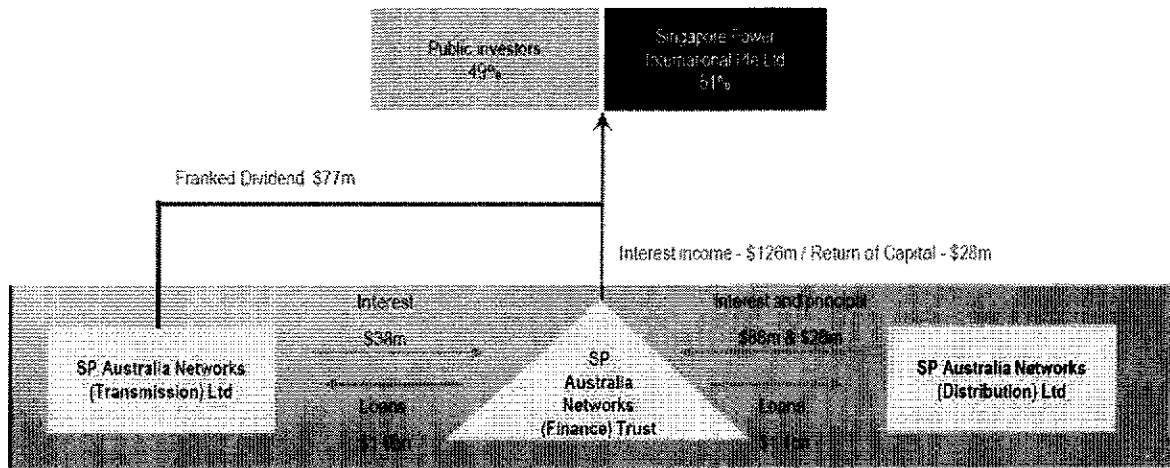 Public investors
49%
Singapore Power
International Pte Ltd
51%
Franked Dividend $77m
Interest income - $126m / Return of Capital - $28m
Interest
$38m
Interest and principal
$88m & $28m
SP Australia Networks
(Transmission) Ltd
SP
Australia
Networks
(Finance) Trust
SP Australia Networks
(Distribution) Ltd
Loans
Loans